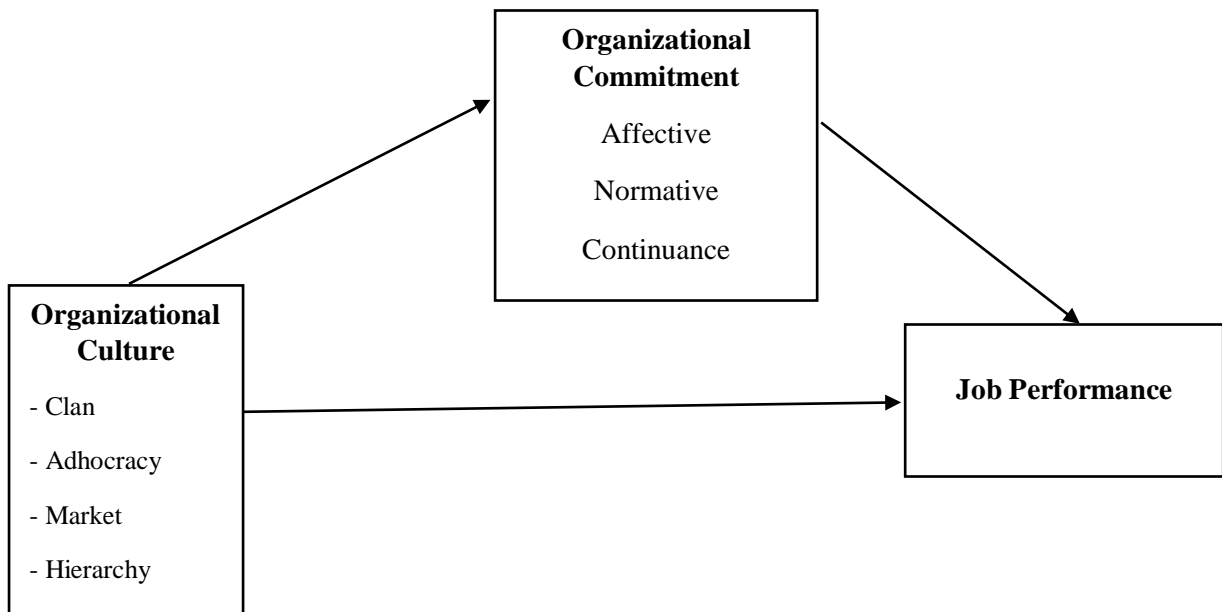 Organizational
Commitment
Affective
Normative
Continuance
Organizational
Culture
- Clan
- Adhocracy
- Market
- Hierarchy
Job Performance